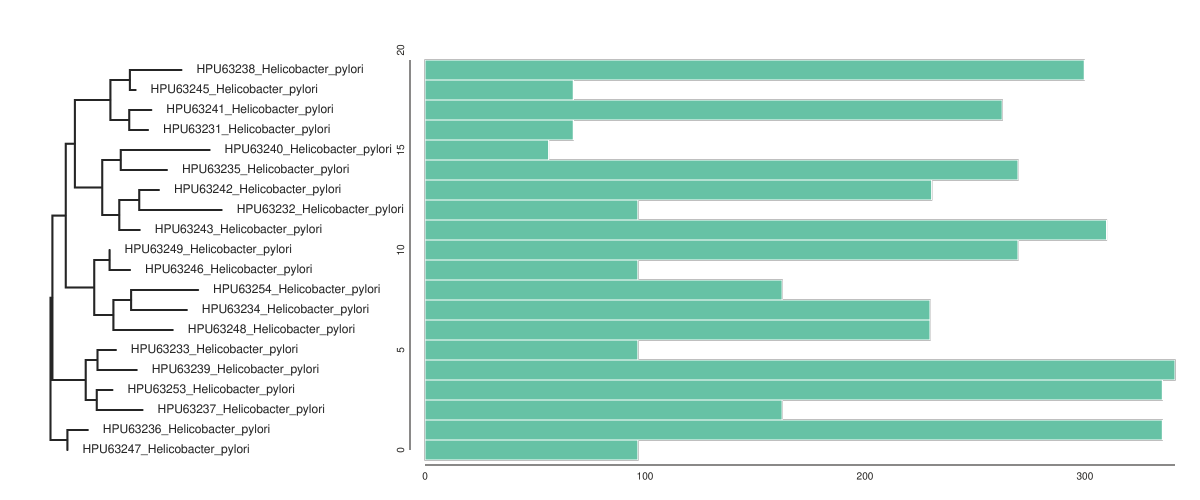 20
HPU63238_Helicobacter_pylori
HPU63245_Helicobacter_pylori
HPU63241_Helicobacter_pylori
HPU63231_Helicobacter_pylori
HPU63240_Helicobacter_pylori 15
HPU63235_Helicobacter_pylori
HPU63242_Helicobacter_pylori
HPU63232_Helicobacter_pylori
HPU63243_Helicobacter_pylori
HPU63249_Helicobacter_pylori 10
HPU63246_Helicobacter_pylori
HPU63254_Helicobacter_pylori
HPU63234_Helicobacter_pylori
HPU63248_Helicobacter_pylori
HPU63233_Helicobacter_pylori 5
HPU63239_Helicobacter_pylori
HPU63253_Helicobacter_pylori
HPU63237_Helicobacter_pylori
HPU63236_Helicobacter_pylori
HPU63247_Helicobacter_pylori 0
0 100 200 300